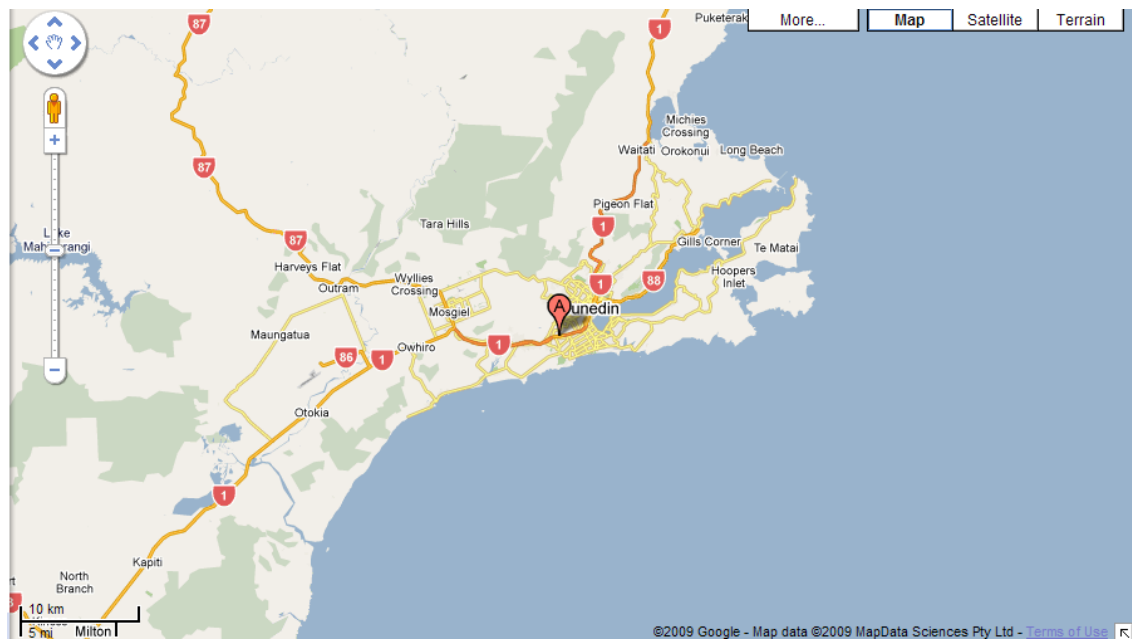 87
Puketerak
1
More...
Map
Satellite
Terrain
Michies
Crossing
Waitati
Orokonui
Long Beach
87
Pigeon Flat
Tara Hills
1
Lake
87
Gills Corner
Te Matai
Harveys Flat
Wyllies
Crossing
Outram
1
88
Hoopers
Inlet
Mosgiel
A
unedin
Maungatua
Owhiro
1
86
1
Otokia
1
Kapiti
North
Branch
10 km
5 mi
Milton
©2009 Google - Map data ©2009 MapData Sciences Pty Ltd - Terms of Use